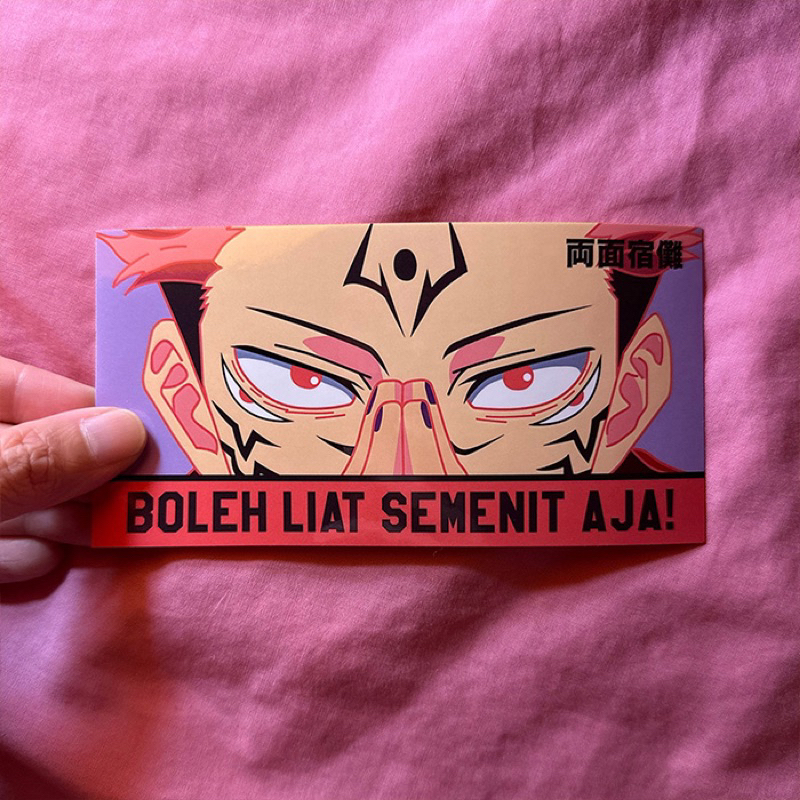 両面宿儺
BOLEH LIAT SEMENIT AJA!